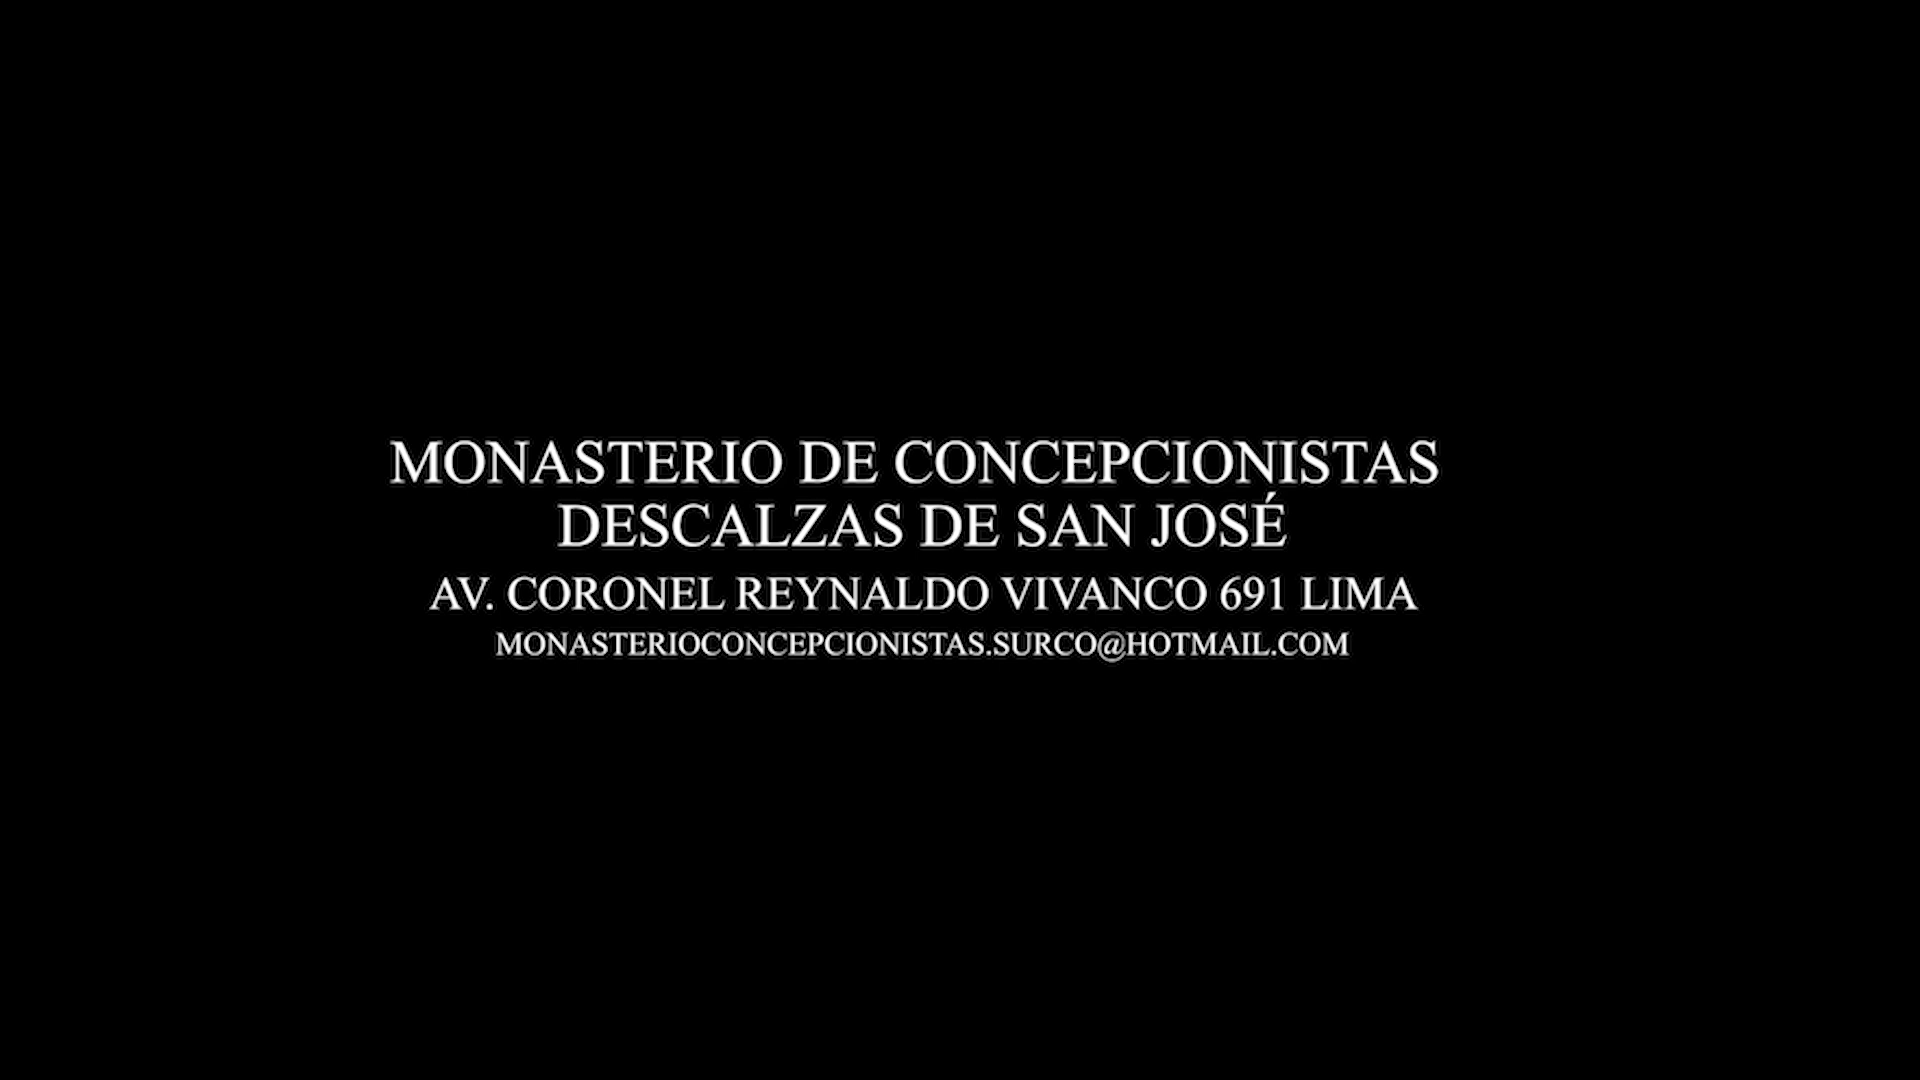 MONASTERIO DE CONCEPCIONISTAS
DESCALZAS DE SAN JOSÉ
AV. CORONEL REYNALDO VIVANCO 691 LIMA
MONASTERIOCONCEPCIONISTAS.SURCO@HOTMAIL.COM